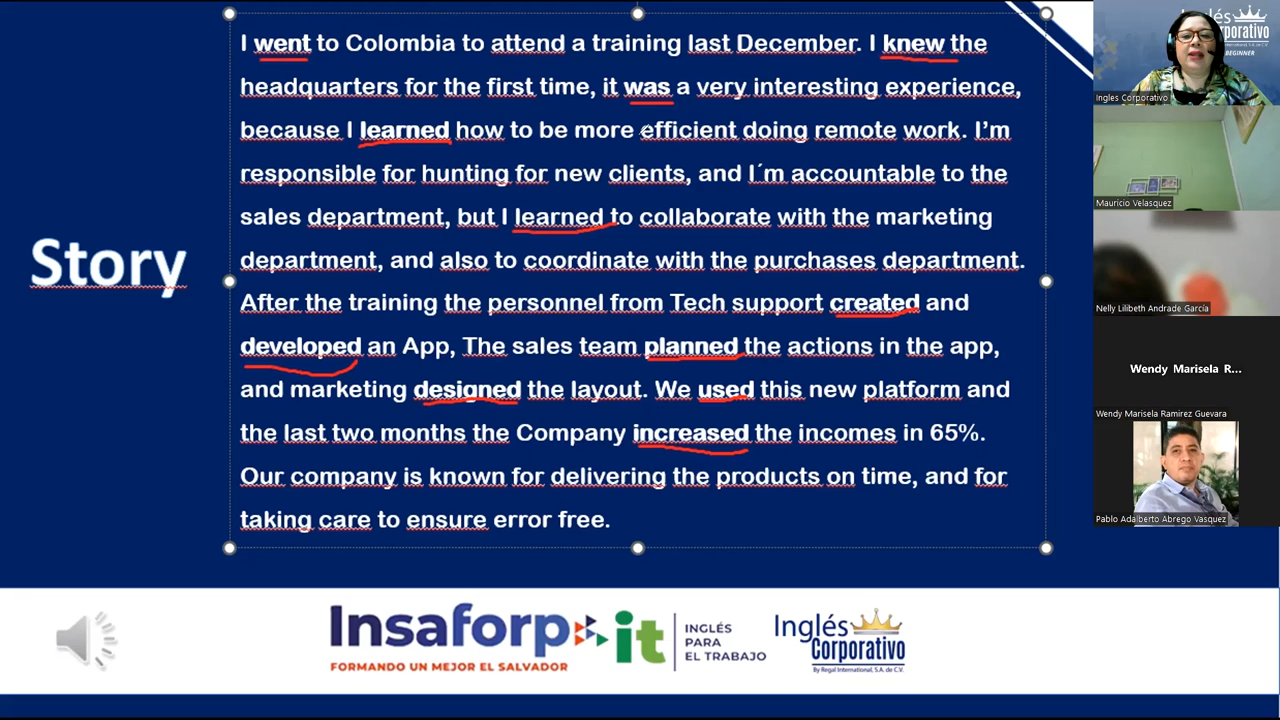 Story
I went to Colombia to attend a training last December. I knew the
headquarters for the first time, it was a very interesting experience,
because I learned how to be more efficient doing remote work. I'm
responsible for hunting for new clients, and I´m accountable to the
sales department, but I learned to collaborate with the marketing
department, and also to coordinate with the purchases department.
After the training the personnel from Tech support created and
developed an App, The sales team planned the actions in the app,
and marketing designed the layout. We used this new platform and
the last two months the Company increased the incomes in 65%.
Our company is known for delivering the products on time, and for
taking care to ensure error free.
Insaforp it
FORMANDO UN MEJOR EL SALVADOR
INGLÉS
PARA
EL TRABAJO
Inglés
Corporativo
By Regal International, S.A. de C.V.
Inglés
Corporativo
BEGINNER
Ingles Corporativo
Mauricio Velasquez
Nelly Lilibeth Andrade García
Wendy Marisela R...
Wendy Marisela Ramirez Guevara
Pablo Adalberto Abrego Vasquez